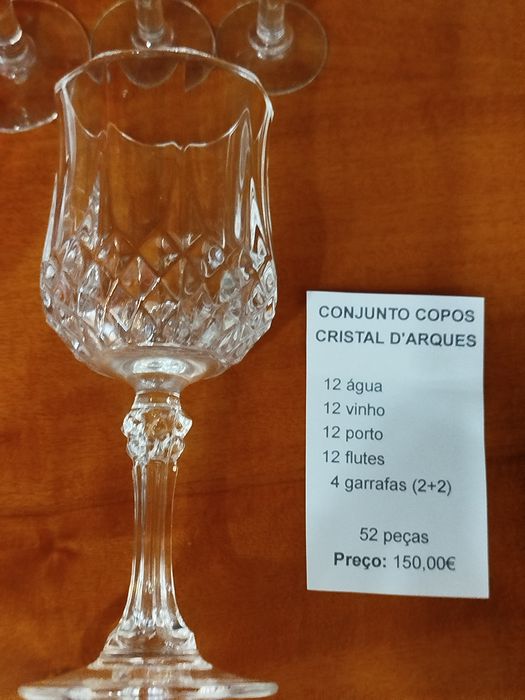 CONJUNTO COPOS
CRISTAL D'ARQUES
12 água
12 vinho
12 porto
12 flutes
4 garrafas (2+2)
52 peças
Preço: 150,00€